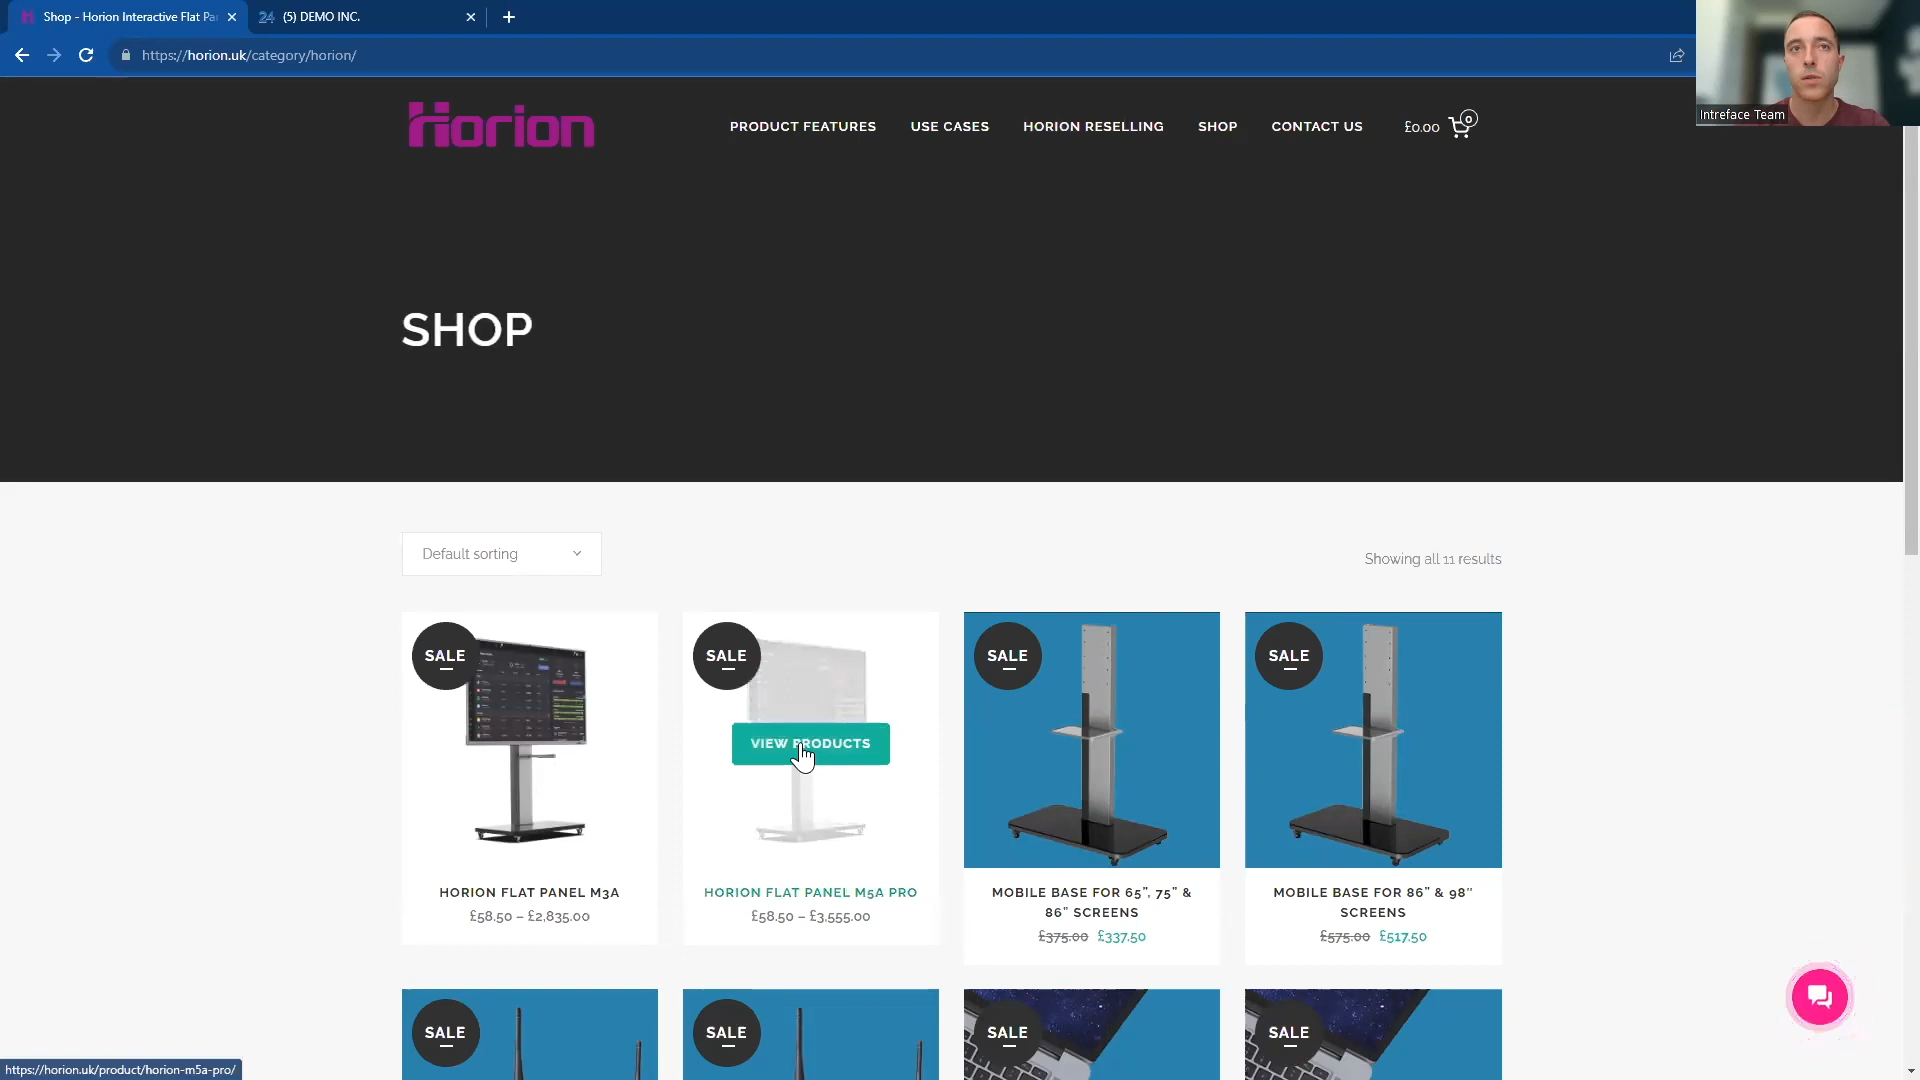 Shop - Horion Interactive Flat Pa
24 (5) DEMO INC.
https://horion.uk/category/horion/
Intreface Team
Horion
PRODUCT FEATURES
USE CASES
HORION RESELLING
SHOP
CONTACT US
£0.00
0
SHOP
Default sorting
Showing all 11 results
SALE
SALE
SALE
SALE
VIEW PRODUCTS
HORION FLAT PANEL M3A
£58.50 – £2,835.00
HORION FLAT PANEL M5A PRO
£58.50 – £3,555.00
MOBILE BASE FOR 65”, 75” &
86” SCREENS
£375.00 £337.50
MOBILE BASE FOR 86” & 98″
SCREENS
£575.00 £517.50
SALE
SALE
SALE
SALE
https://horion.uk/product/horion-m5a-pro/